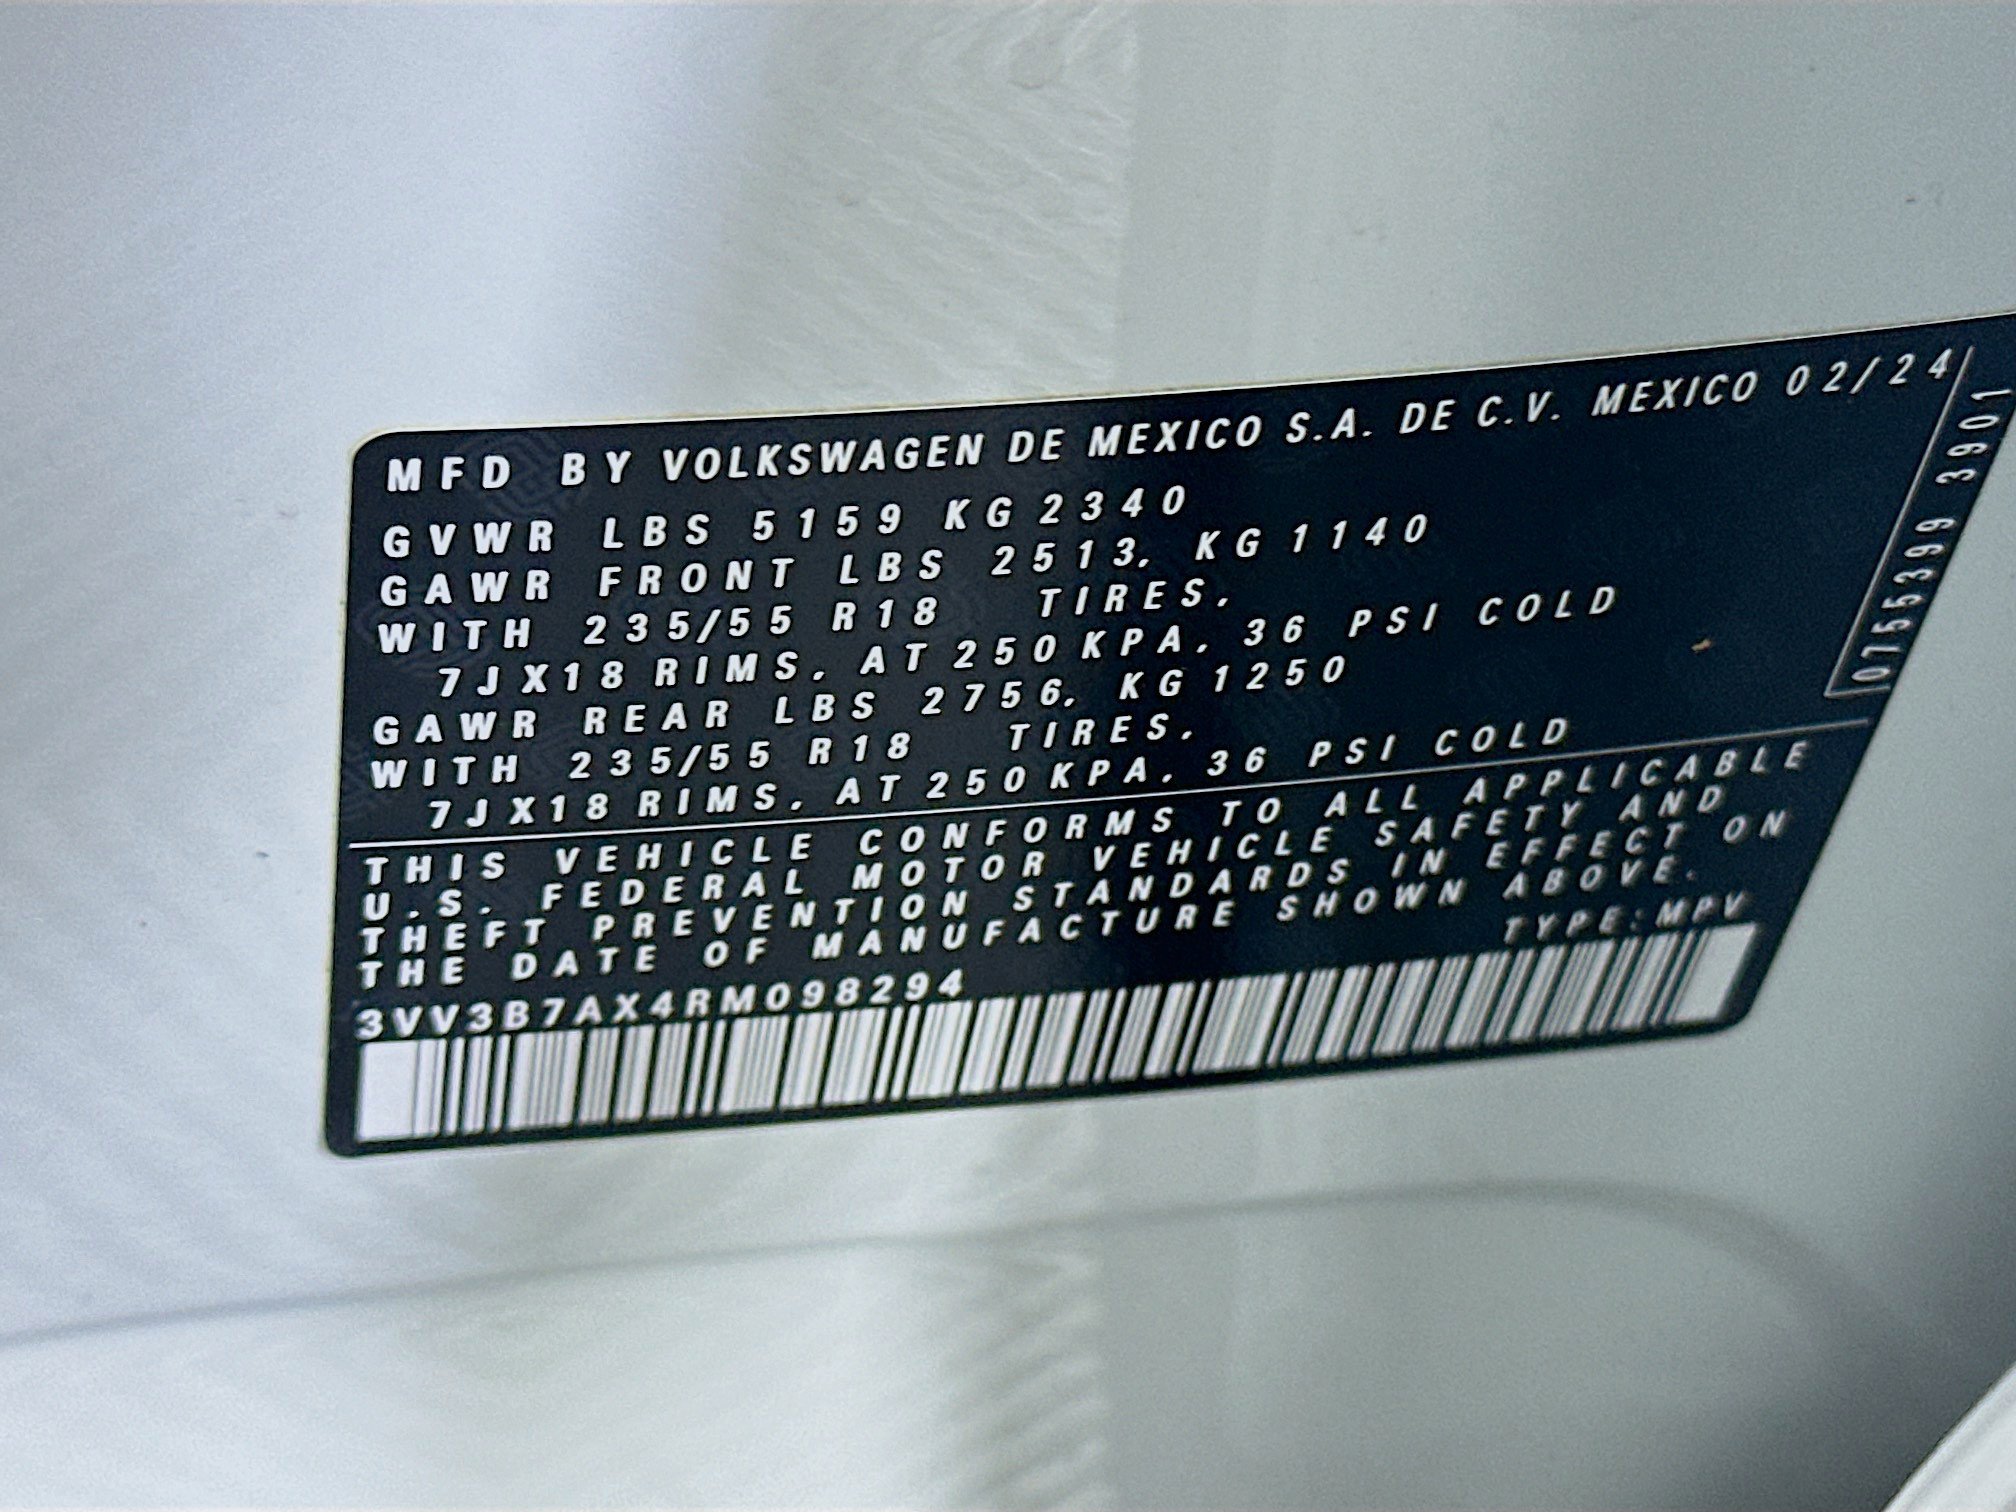 MFD BY VOLKSWAGEN DE MEXICO S.A. DE C.V. MEXICO 02/24
GVWR LBS 5159 KG 2340
GAWR FRONT LBS 2513, KG 1140
WITH 235/55 R18 TIRES,
7JX18 RIMS, AT 250 KPA, 36 PSI COLD
GAWR REAR LBS 2756, KG 1250
WITH 235/55 R18 TIRES,
7JX18 RIMS, AT 250 KPA, 36 PSI COLD
THIS VEHICLE CONFORMS TO ALL APPLICABLE
U.S. FEDERAL MOTOR VEHICLE SAFETY AND
THEFT PREVENTION STANDARDS IN EFFECT ON
THE DATE OF MANUFACTURE SHOWN ABOVE.
TYPE:MPV
3VV3B7AX4RM098294
0755399 3901